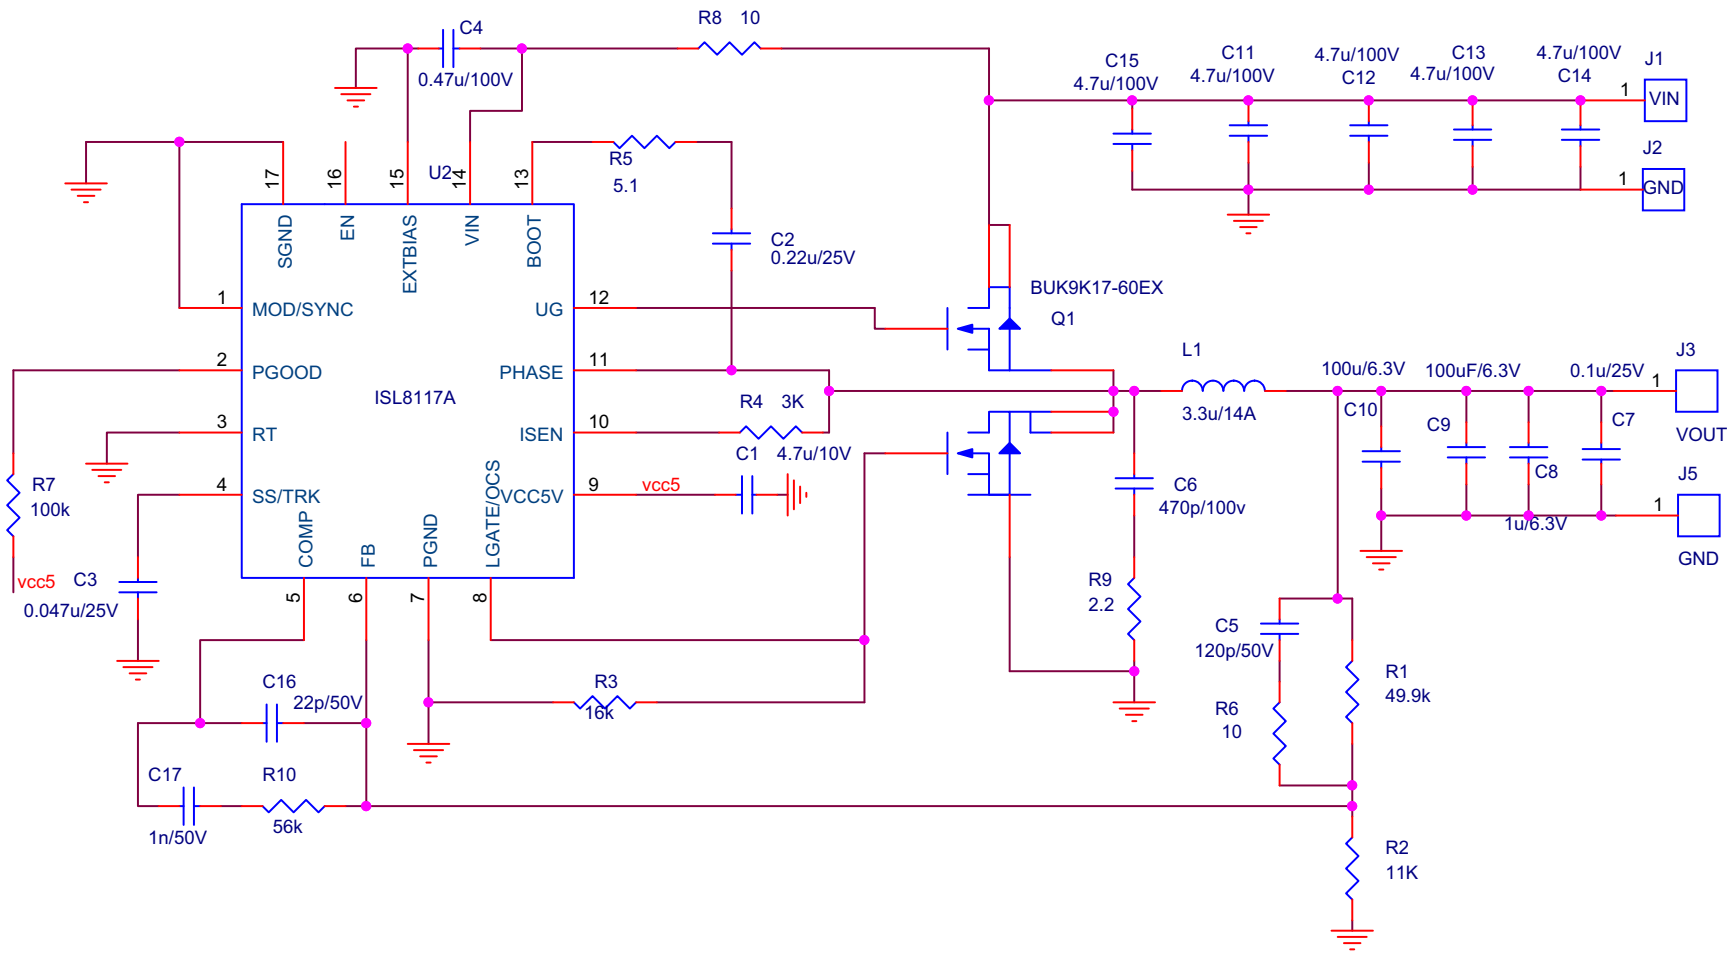 R8 10
C4
0.47u/100V
C15
4.7u/100V
C11
4.7u/100V
4.7u/100V
C12
C13
4.7u/100V
4.7u/100V
C14
J1
1
VIN
J2
1
GND
17
16
15
U2
14
13
R5
5.1
SGND
EN
EXTBIAS
VIN
BOOT
C2
0.22u/25V
1
MOD/SYNC
UG
12
BUK9K17-60EX
Q1
2
PGOOD
PHASE
11
ISL8117A
R4 3K
3
RT
ISEN
10
C1
4.7u/10V
4
SS/TRK
VCC5V
9
vcc5
COMP
FB
PGND
LGATE/OCS
5
6
7
8
L1
3.3u/14A
100u/6.3V
C10
100uF/6.3V
C9
C8
1u/6.3V
0.1u/25V
C7
J3
1
VOUT
J5
1
GND
R7
100k
vcc5
C3
0.047u/25V
C6
470p/100v
R9
2.2
C5
120p/50V
R6
10
R1
49.9k
C16
22p/50V
R3
16k
C17
1n/50V
R10
56k
R2
11K